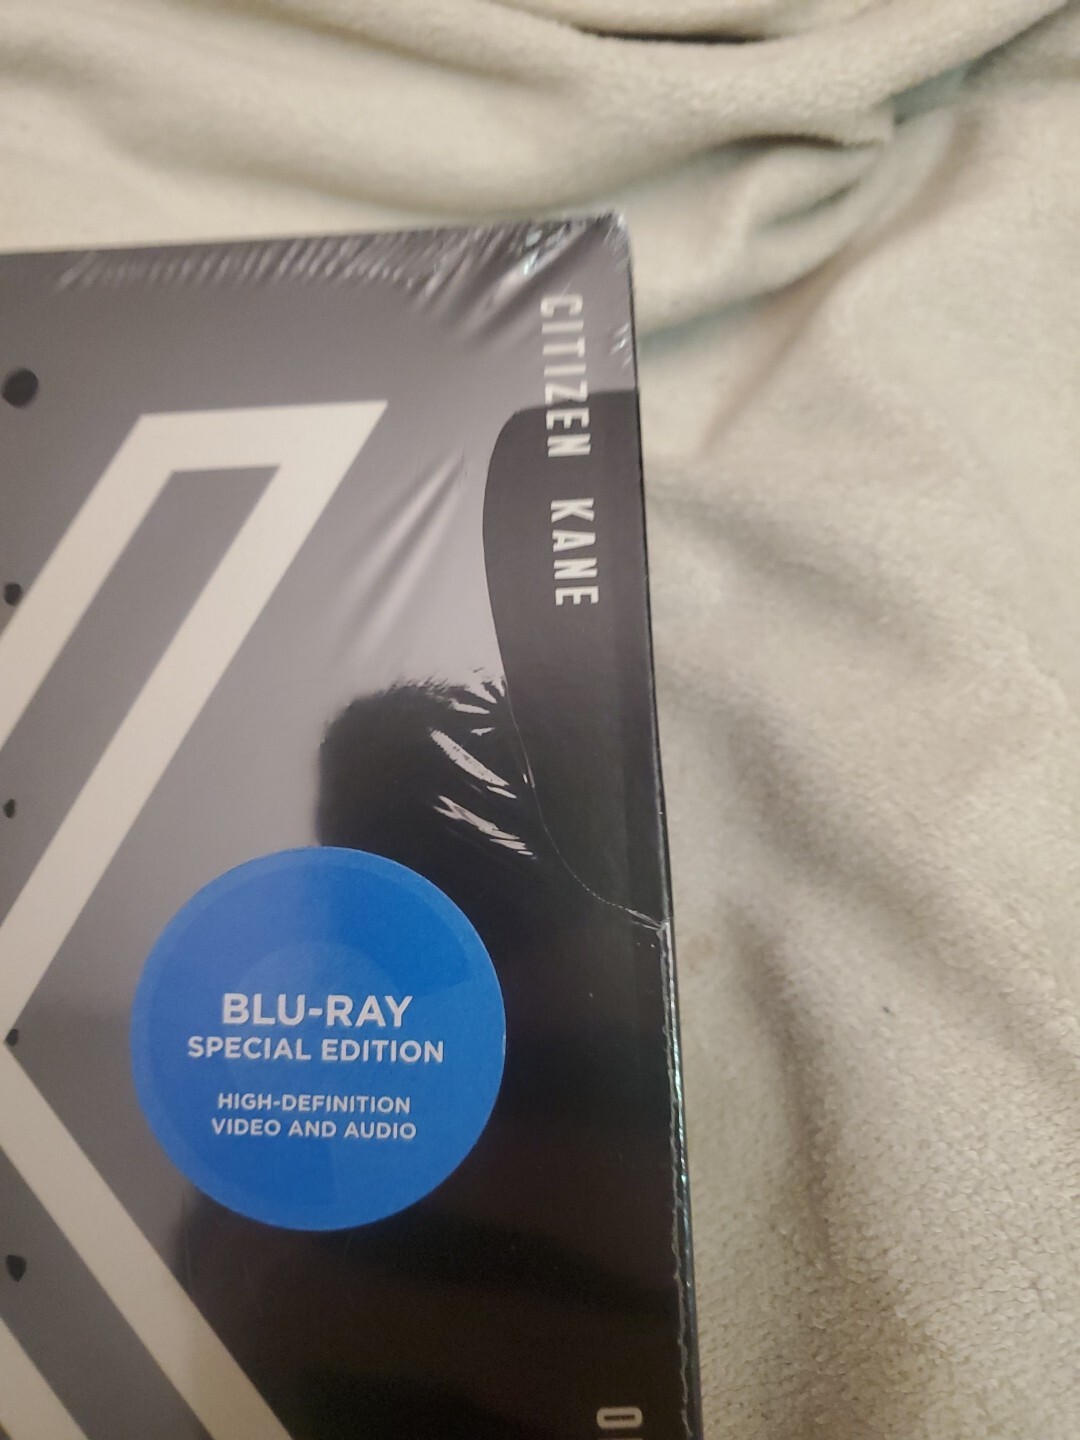 CITIZEN KANE
BLU-RAY
SPECIAL EDITION
HIGH-DEFINITION
VIDEO AND AUDIO